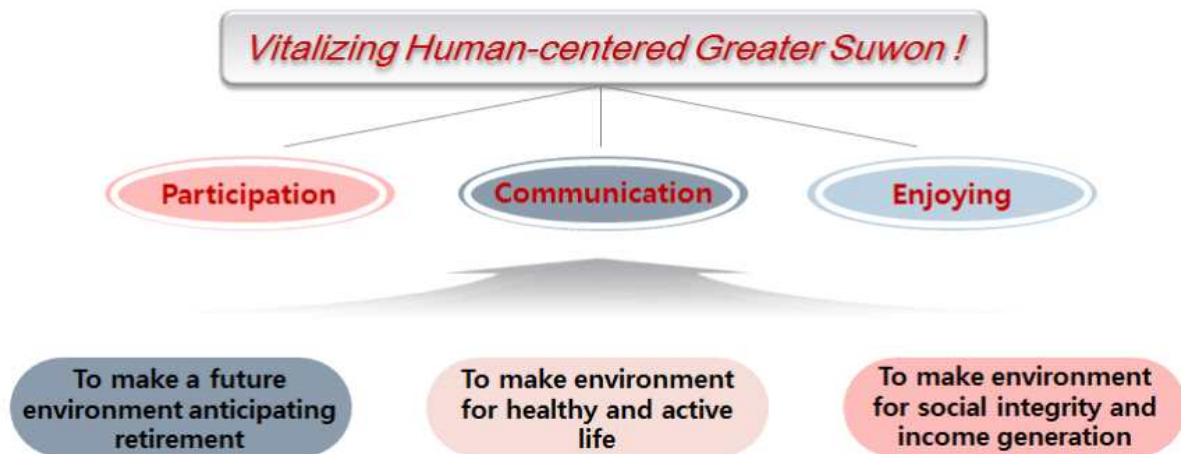 Vitalizing Human-centered Greater Suwon !
Participation
Communication
Enjoying
To make a future
environment anticipating
retirement
To make environment
for healthy and active
life
To make environment
for social integrity and
income generation